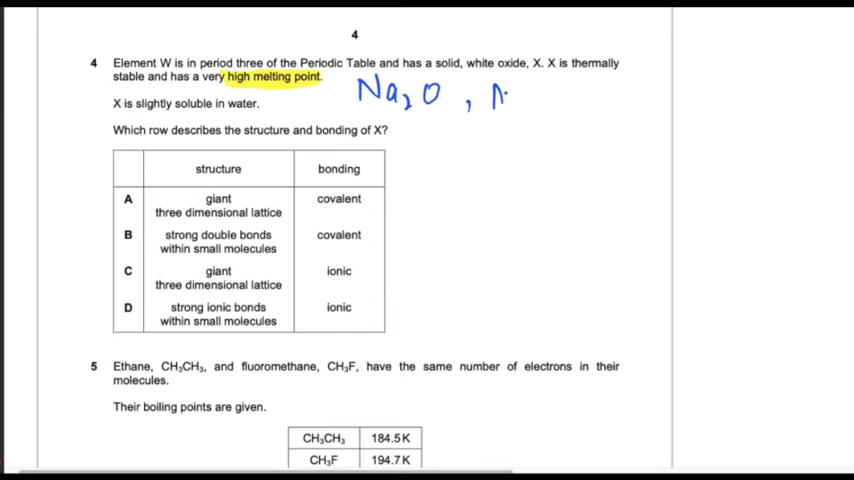 4
4 Element W is in period three of the Periodic Table and has a solid, white oxide, X. X is thermally
stable and has a very high melting point.
Na₂O ,
X is slightly soluble in water.
Which row describes the structure and bonding of X?
structure bonding
A giant covalent
three dimensional lattice
B strong double bonds covalent
within small molecules
C giant ionic
three dimensional lattice
D strong ionic bonds ionic
within small molecules
5 Ethane, CH₃CH₃, and fluoromethane, CH₃F, have the same number of electrons in their
molecules.
Their boiling points are given.
CH₃CH₃ 184.5K
CH₃F 194.7K